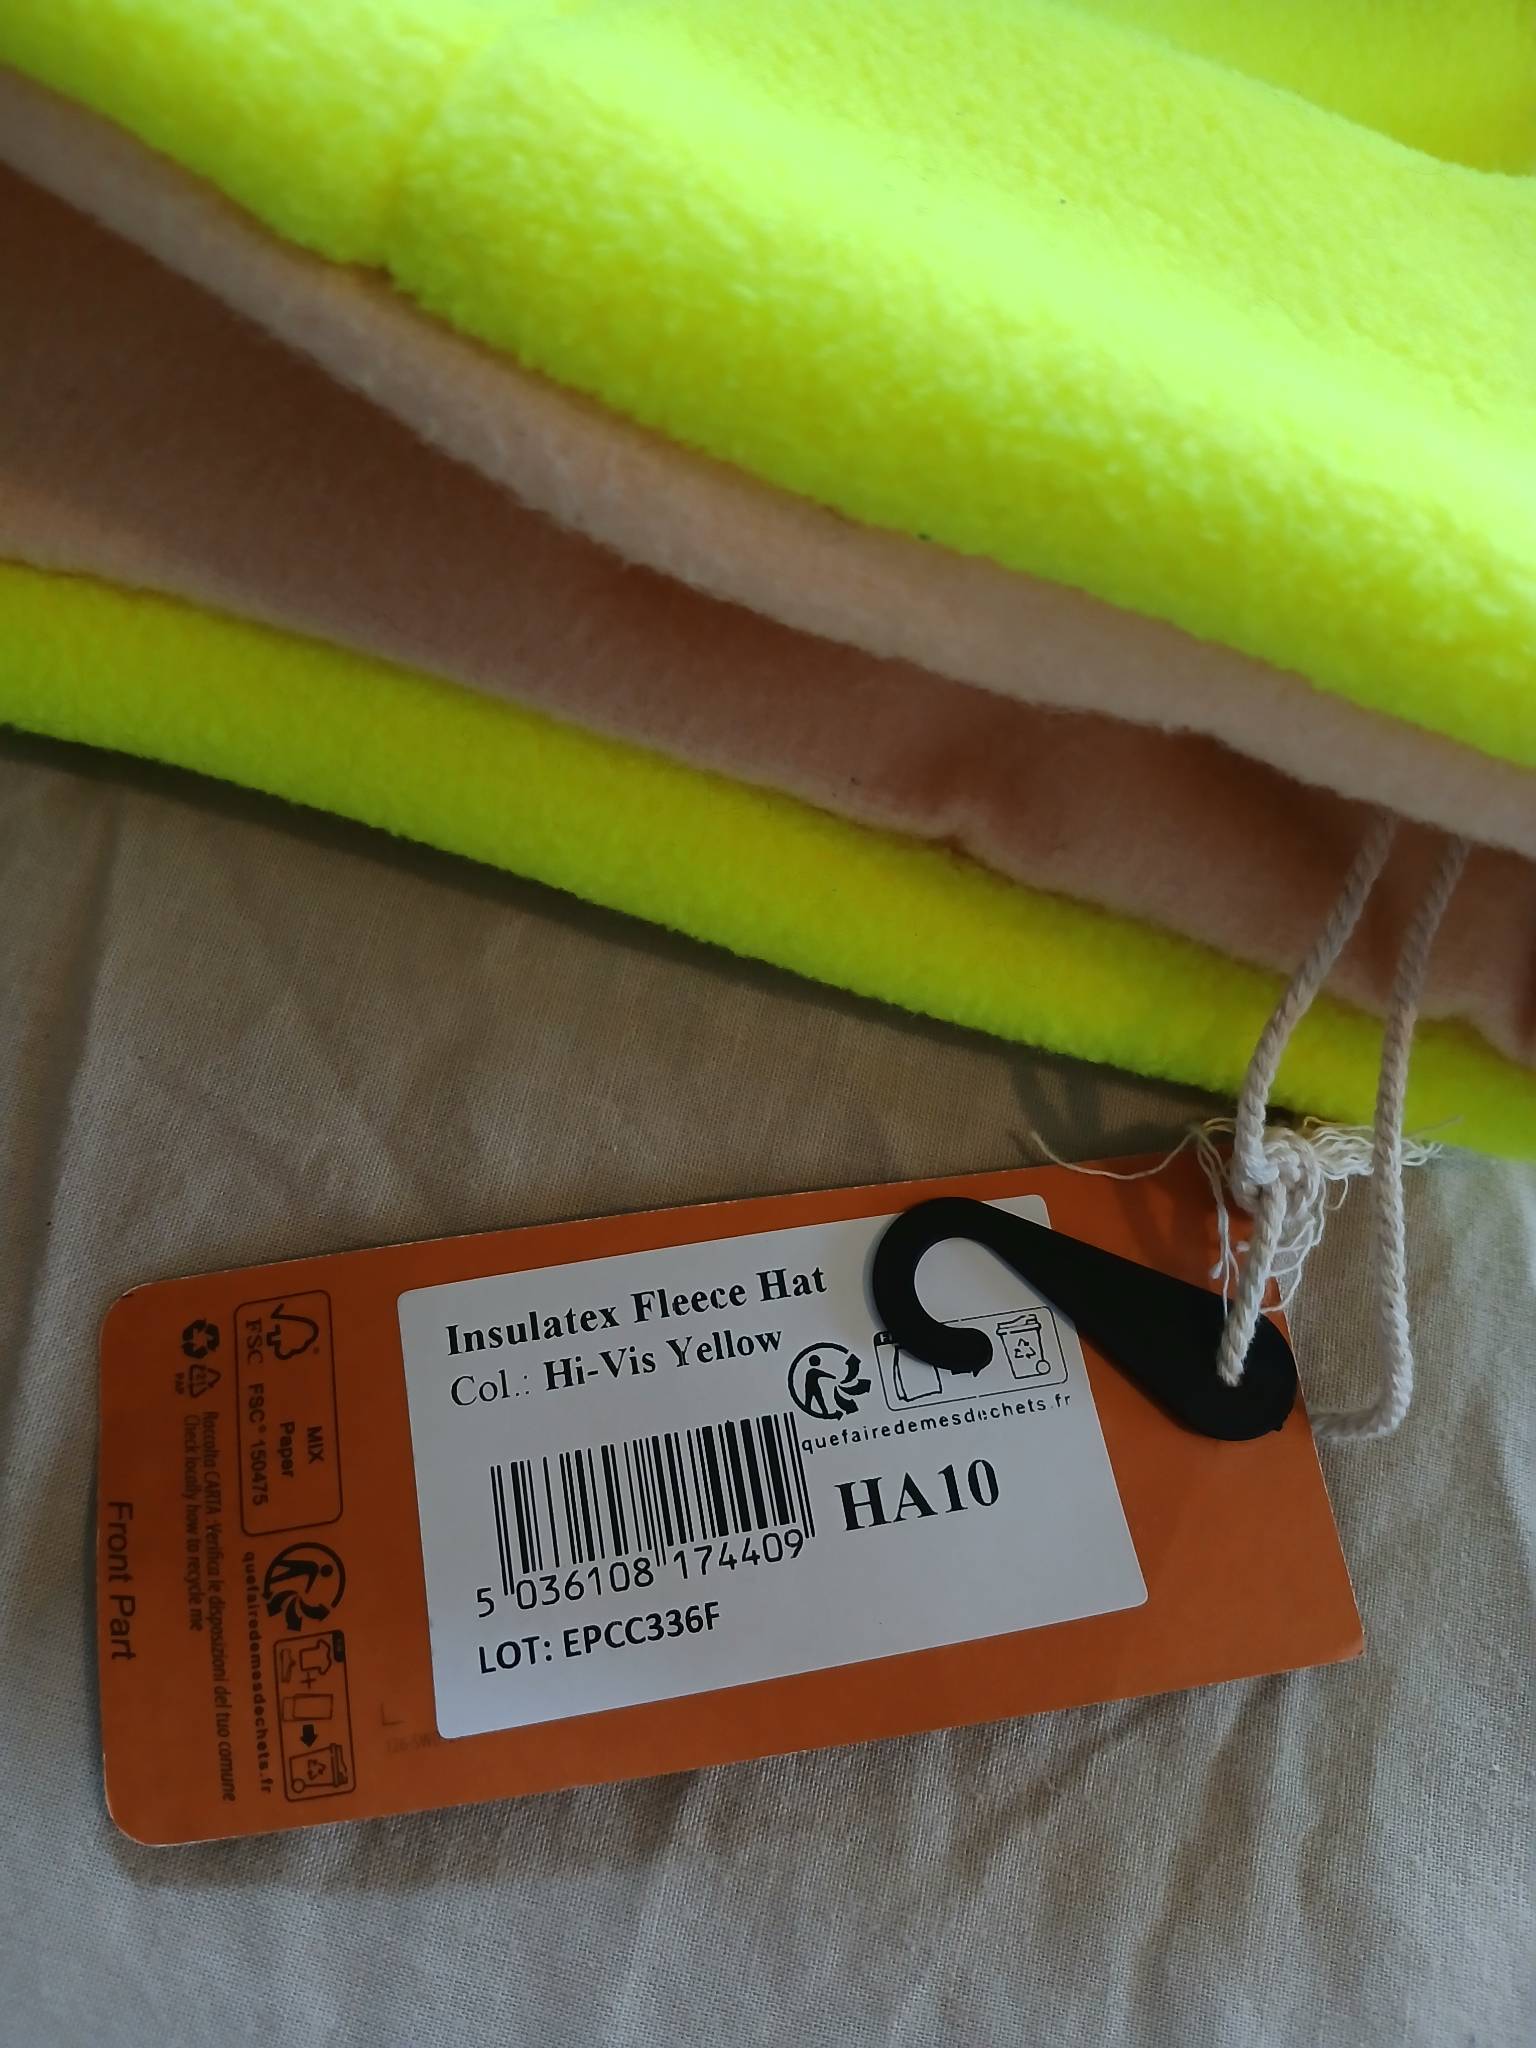 Insulatex Fleece Hat
Col.: Hi-Vis Yellow
quefairedemesdechets.fr
HA10
5 036108 174409
LOT: EPCC336F
FSC
MIX
Paper
FSC® 150475
PAP
Raccolta CARTA. Verifica le disposizioni del tuo comune
Check locally how to recycle me
quefairedemesdechets.fr
Front Part